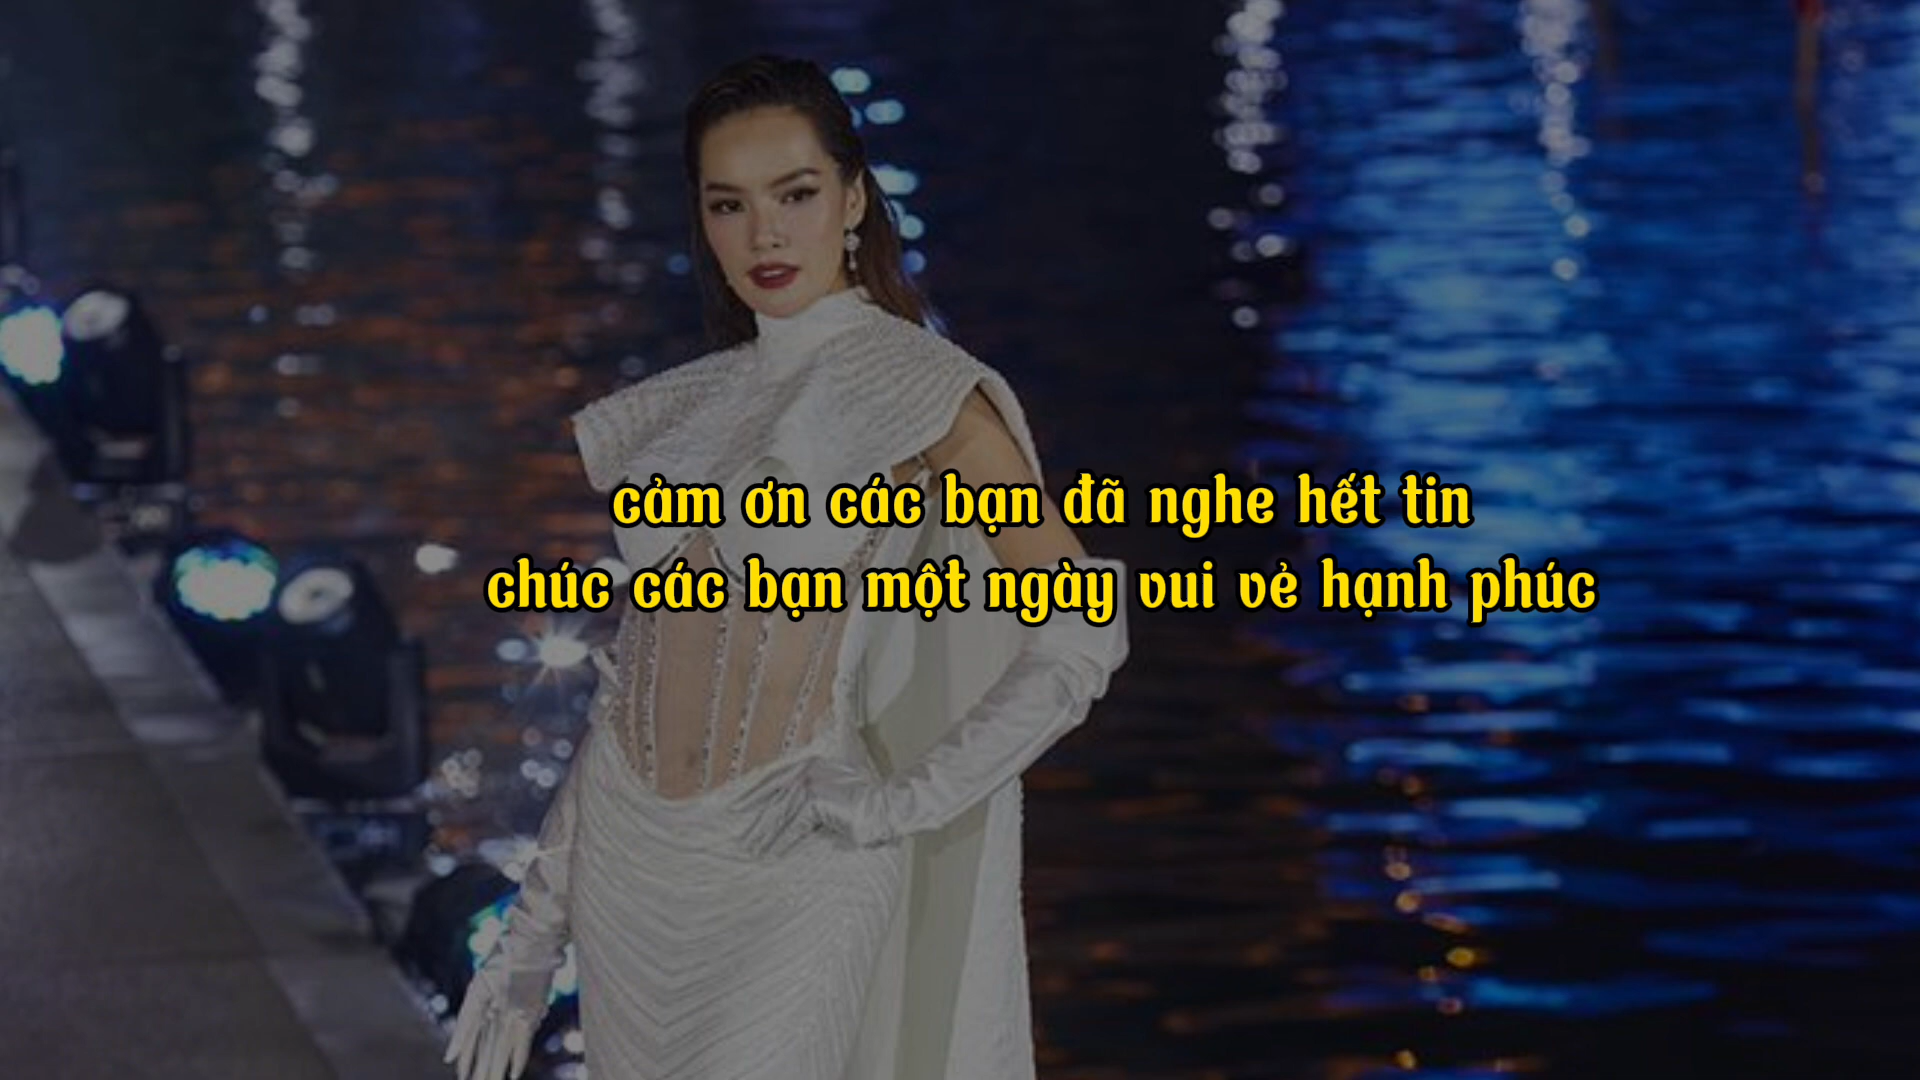 cảm ơn các bạn đã nghe hết tin
chúc các bạn một ngày vui vẻ hạnh phúc